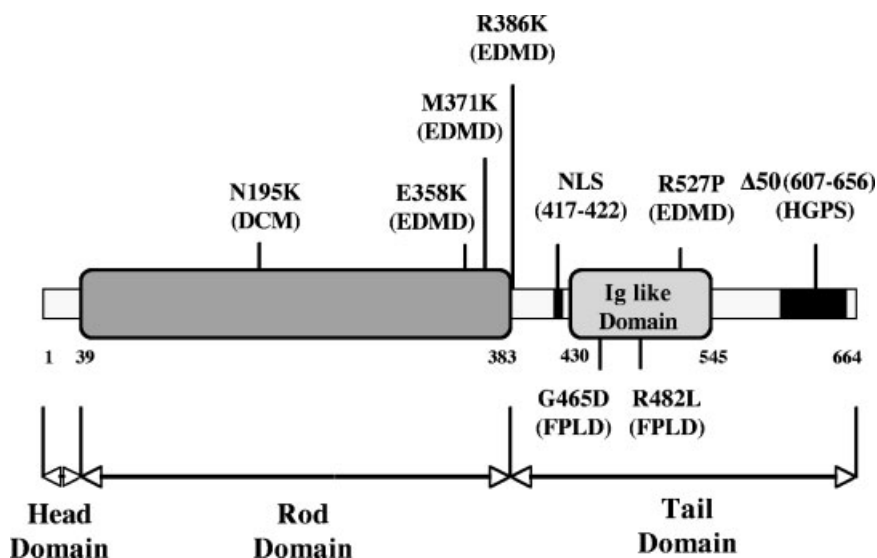 R386K
(EDMD)
M371K
(EDMD)
N195K
(DCM)
E358K
(EDMD)
NLS
(417-422)
R527P
(EDMD)
Δ50(607-656)
(HGPS)
Ig like
Domain
1
39
383
430
545
664
G465D
(FPLD)
R482L
(FPLD)
Head
Domain
Rod
Domain
Tail
Domain